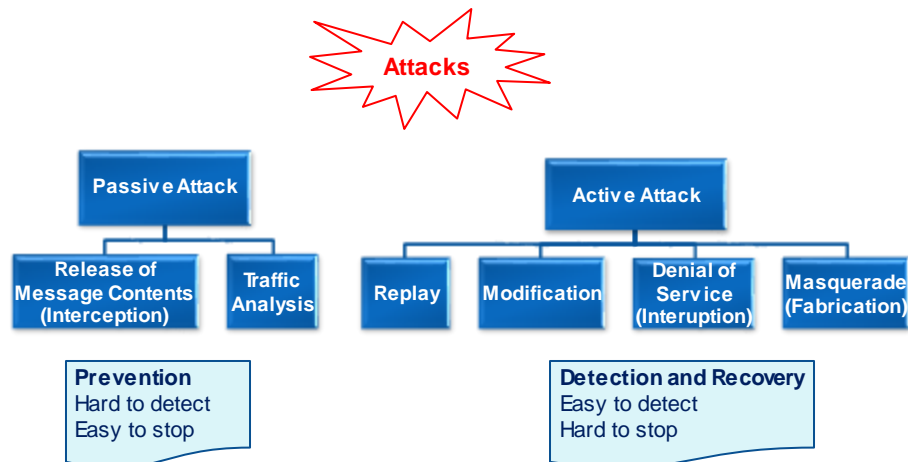 Attacks
Passive Attack
Active Attack
Release of
Message Contents
(Interception)
Traffic
Analysis
Replay
Modification
Denial of
Service
(Interuption)
Masquerade
(Fabrication)
Prevention
Hard to detect
Easy to stop
Detection and Recovery
Easy to detect
Hard to stop